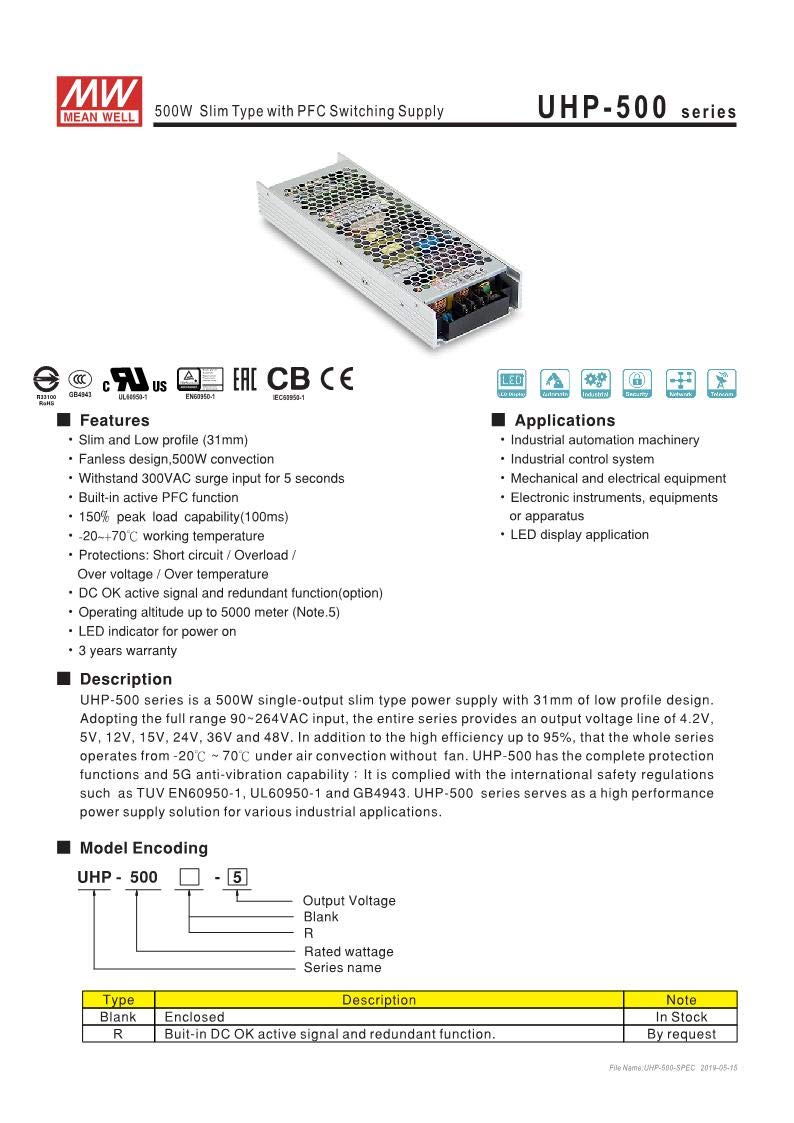 MW
MEAN WELL
500W Slim Type with PFC Switching Supply
UHP-500 series
R33100
RoHS
GB4943
c RU US
UL60950-1
EN60950-1
EAC
CB
IEC60950-1
CE
LED
LED Display
Automate
Industrial
Security
Network
Telecom
■ Features
• Slim and Low profile (31mm)
• Fanless design,500W convection
• Withstand 300VAC surge input for 5 seconds
• Built-in active PFC function
• 150% peak load capability(100ms)
• -20~+70℃ working temperature
• Protections: Short circuit / Overload /
Over voltage / Over temperature
• DC OK active signal and redundant function(option)
• Operating altitude up to 5000 meter (Note.5)
• LED indicator for power on
• 3 years warranty
■ Applications
• Industrial automation machinery
• Industrial control system
• Mechanical and electrical equipment
• Electronic instruments, equipments
or apparatus
• LED display application
■ Description
UHP-500 series is a 500W single-output slim type power supply with 31mm of low profile design.
Adopting the full range 90~264VAC input, the entire series provides an output voltage line of 4.2V,
5V, 12V, 15V, 24V, 36V and 48V. In addition to the high efficiency up to 95%, that the whole series
operates from -20℃ ~ 70℃ under air convection without fan. UHP-500 has the complete protection
functions and 5G anti-vibration capability : It is complied with the international safety regulations
such as TUV EN60950-1, UL60950-1 and GB4943. UHP-500 series serves as a high performance
power supply solution for various industrial applications.
■ Model Encoding
UHP - 500 □ - 5
Output Voltage
Blank
R
Rated wattage
Series name
Type Description Note
Blank Enclosed In Stock
R Buit-in DC OK active signal and redundant function. By request
File Name:UHP-500-SPEC 2019-05-15